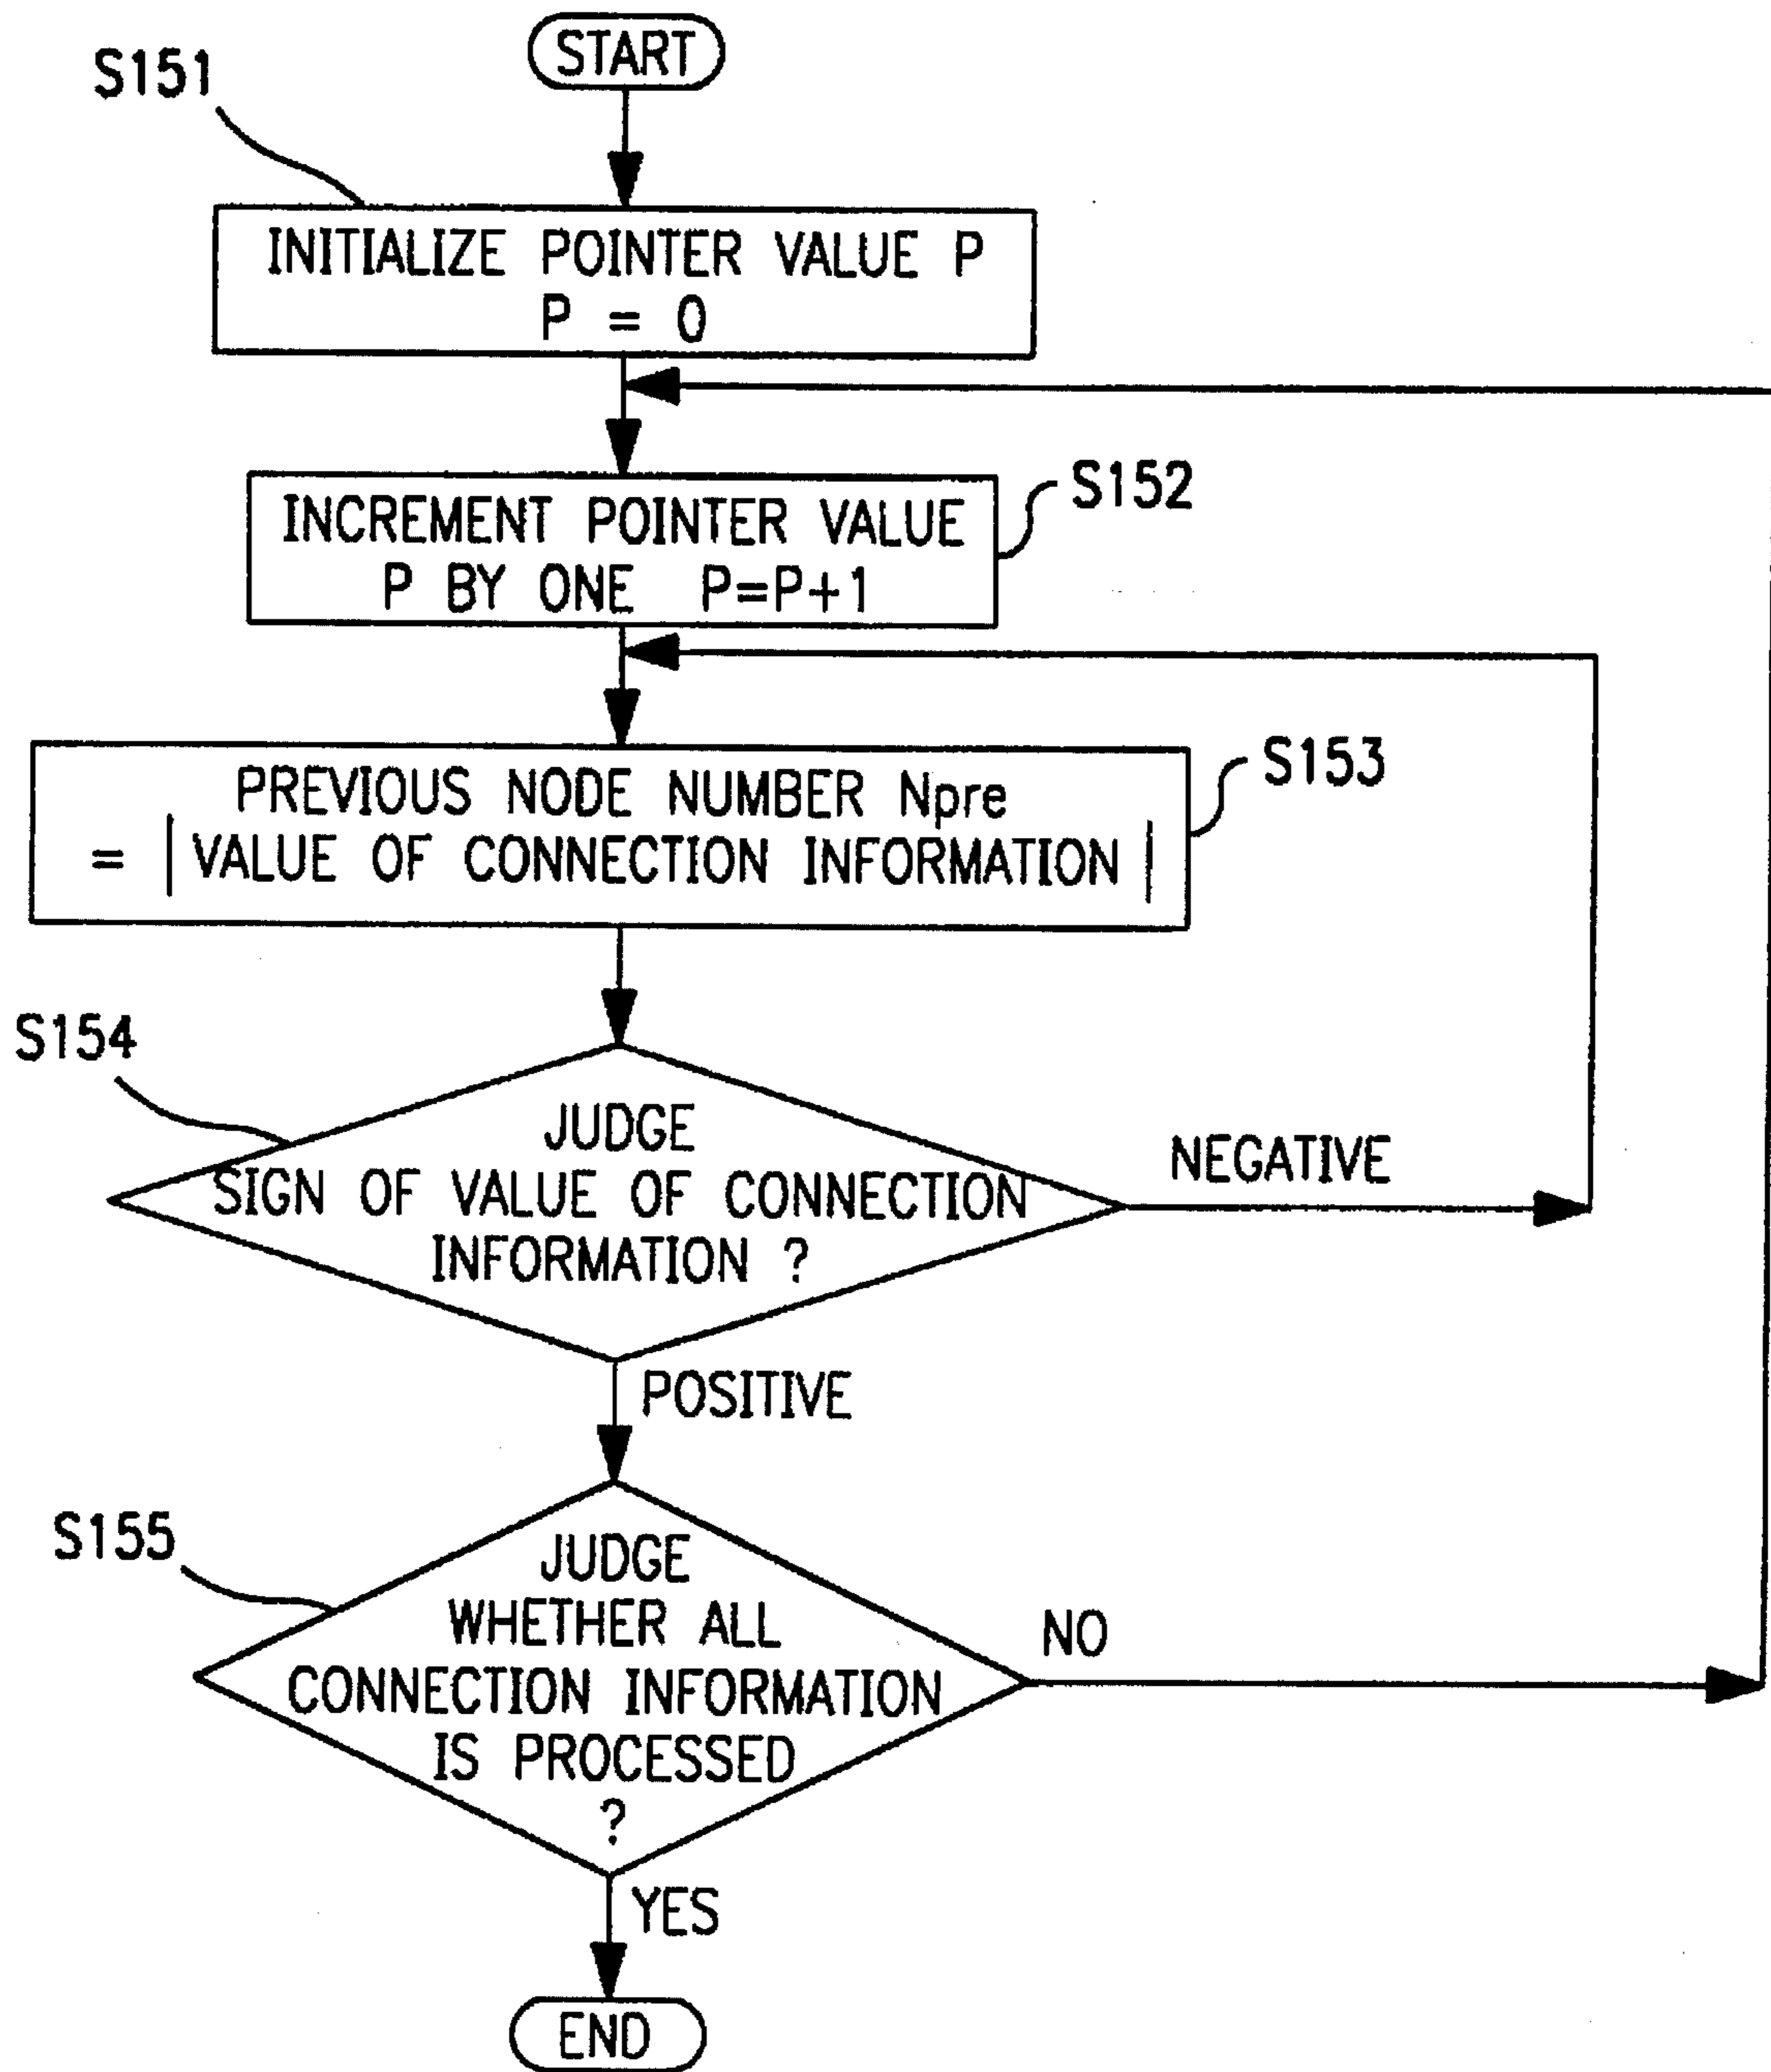 START
S151
INITIALIZE POINTER VALUE P
P = 0
S152
INCREMENT POINTER VALUE
P BY ONE P=P+1
S153
PREVIOUS NODE NUMBER Npre
= | VALUE OF CONNECTION INFORMATION |
S154
JUDGE
SIGN OF VALUE OF CONNECTION
INFORMATION ?
NEGATIVE
POSITIVE
S155
JUDGE
WHETHER ALL
CONNECTION INFORMATION
IS PROCESSED
?
NO
YES
END